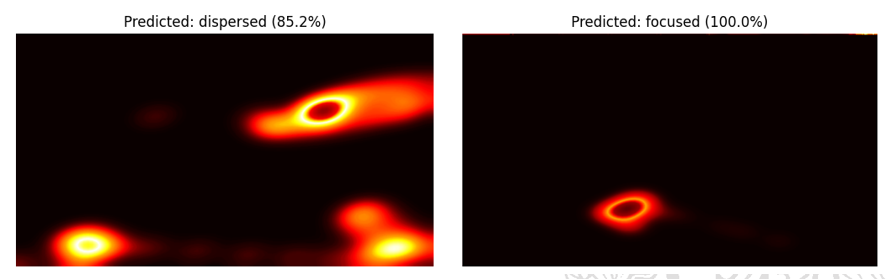 Predicted: dispersed (85.2%)
Predicted: focused (100.0%)